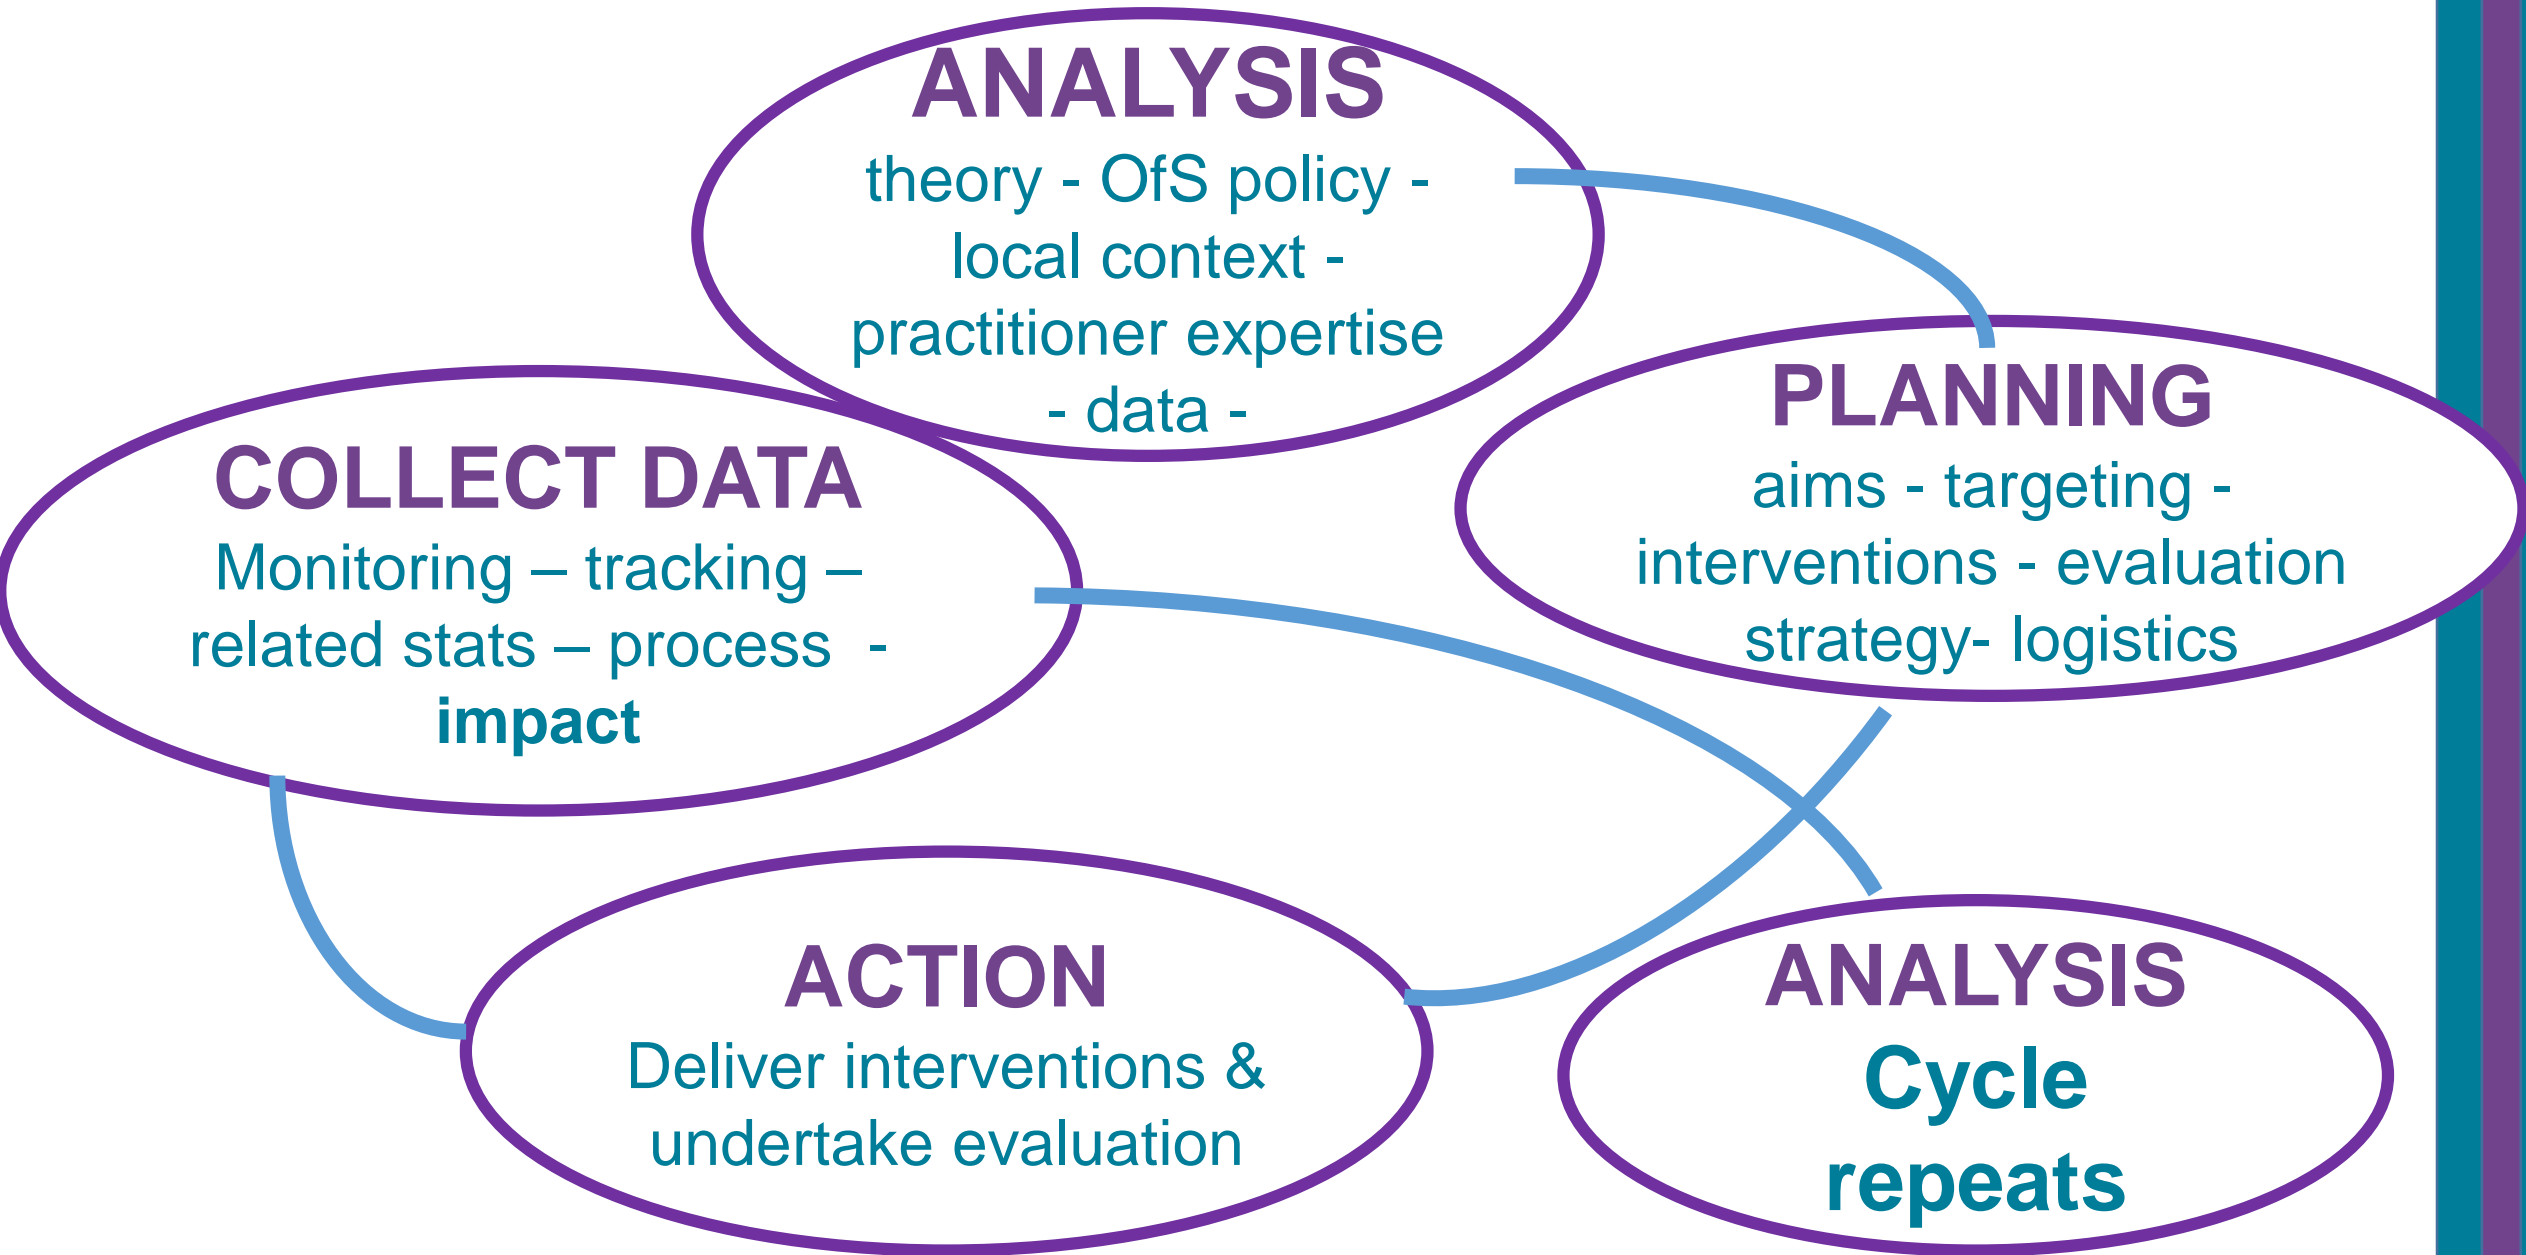 ANALYSIS
theory - OfS policy -
local context -
practitioner expertise
- data -
PLANNING
aims - targeting -
interventions - evaluation
strategy- logistics
COLLECT DATA
Monitoring – tracking –
related stats – process  -
impact
ACTION
Deliver interventions &
undertake evaluation
ANALYSIS
Cycle
repeats